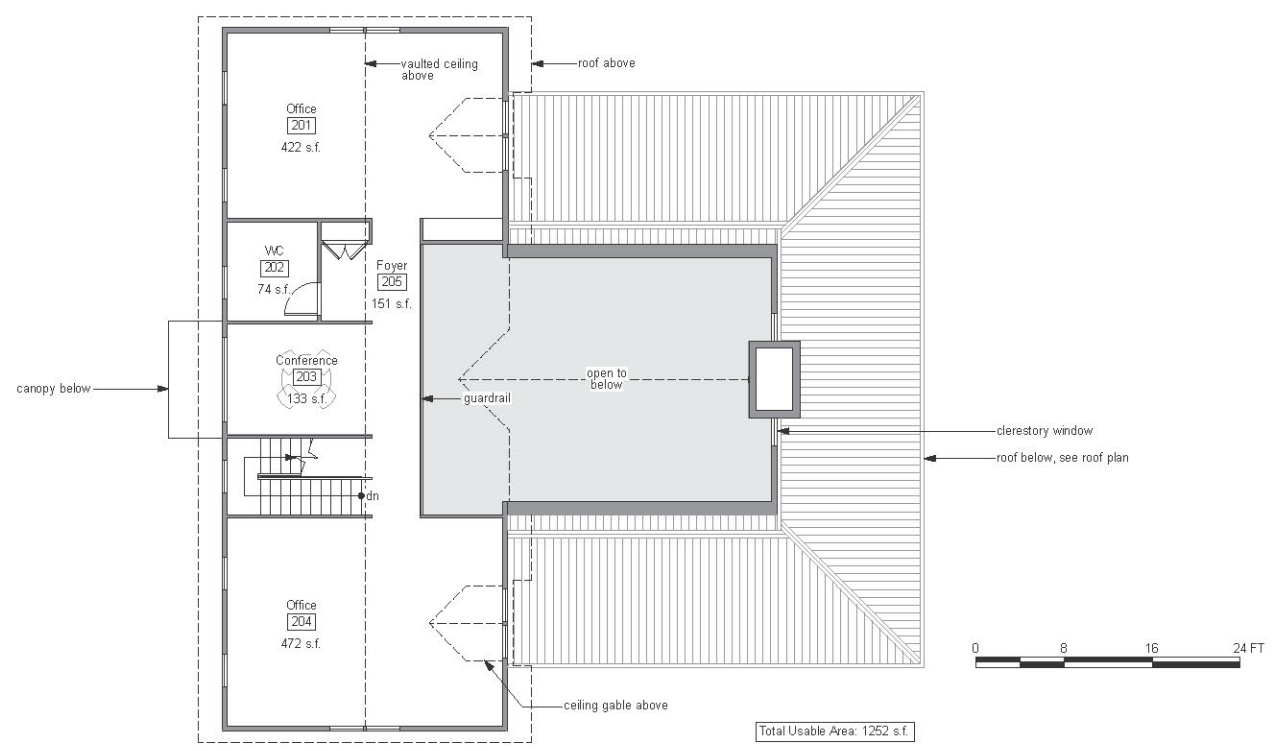 vaulted ceiling
above
roof above
Office
201
422 s.f.
WC
202
74 s.f.
Foyer
205
151 s.f.
Conference
203
133 s.f.
canopy below
open to
below
guardrail
clerestory window
roof below, see roof plan
dn
Office
204
472 s.f.
0 8 16 24 FT
ceiling gable above
Total Usable Area: 1252 s.f.